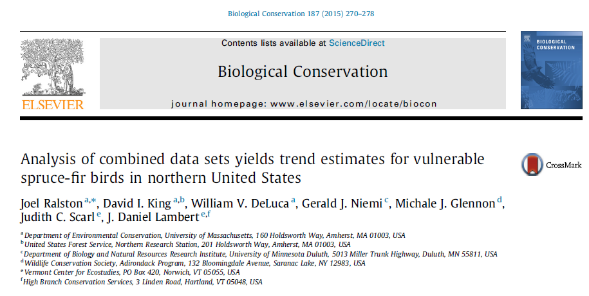 Biological Conservation 187 (2015) 270–278
Contents lists available at ScienceDirect
Biological Conservation
journal homepage: www.elsevier.com/locate/biocon
ELSEVIER
BIOLOGICAL
CONSERVATION
CrossMark
Analysis of combined data sets yields trend estimates for vulnerable
spruce-fir birds in northern United States
Joel Ralston a,*, David I. King a,b, William V. DeLuca a, Gerald J. Niemi c, Michale J. Glennon d,
Judith C. Scarl e, J. Daniel Lambert e,f
a Department of Environmental Conservation, University of Massachusetts, 160 Holdsworth Way, Amherst, MA 01003, USA
b United States Forest Service, Northern Research Station, 201 Holdsworth Way, Amherst, MA 01003, USA
c Department of Biology and Natural Resources Research Institute, University of Minnesota Duluth, 5013 Miller Trunk Highway, Duluth, MN 55811, USA
d Wildlife Conservation Society, Adirondack Program, 132 Bloomingdale Avenue, Saranac Lake, NY 12983, USA
e Vermont Center for Ecostudies, PO Box 420, Norwich, VT 05055, USA
f High Branch Conservation Services, 3 Linden Road, Hartland, VT 05048, USA